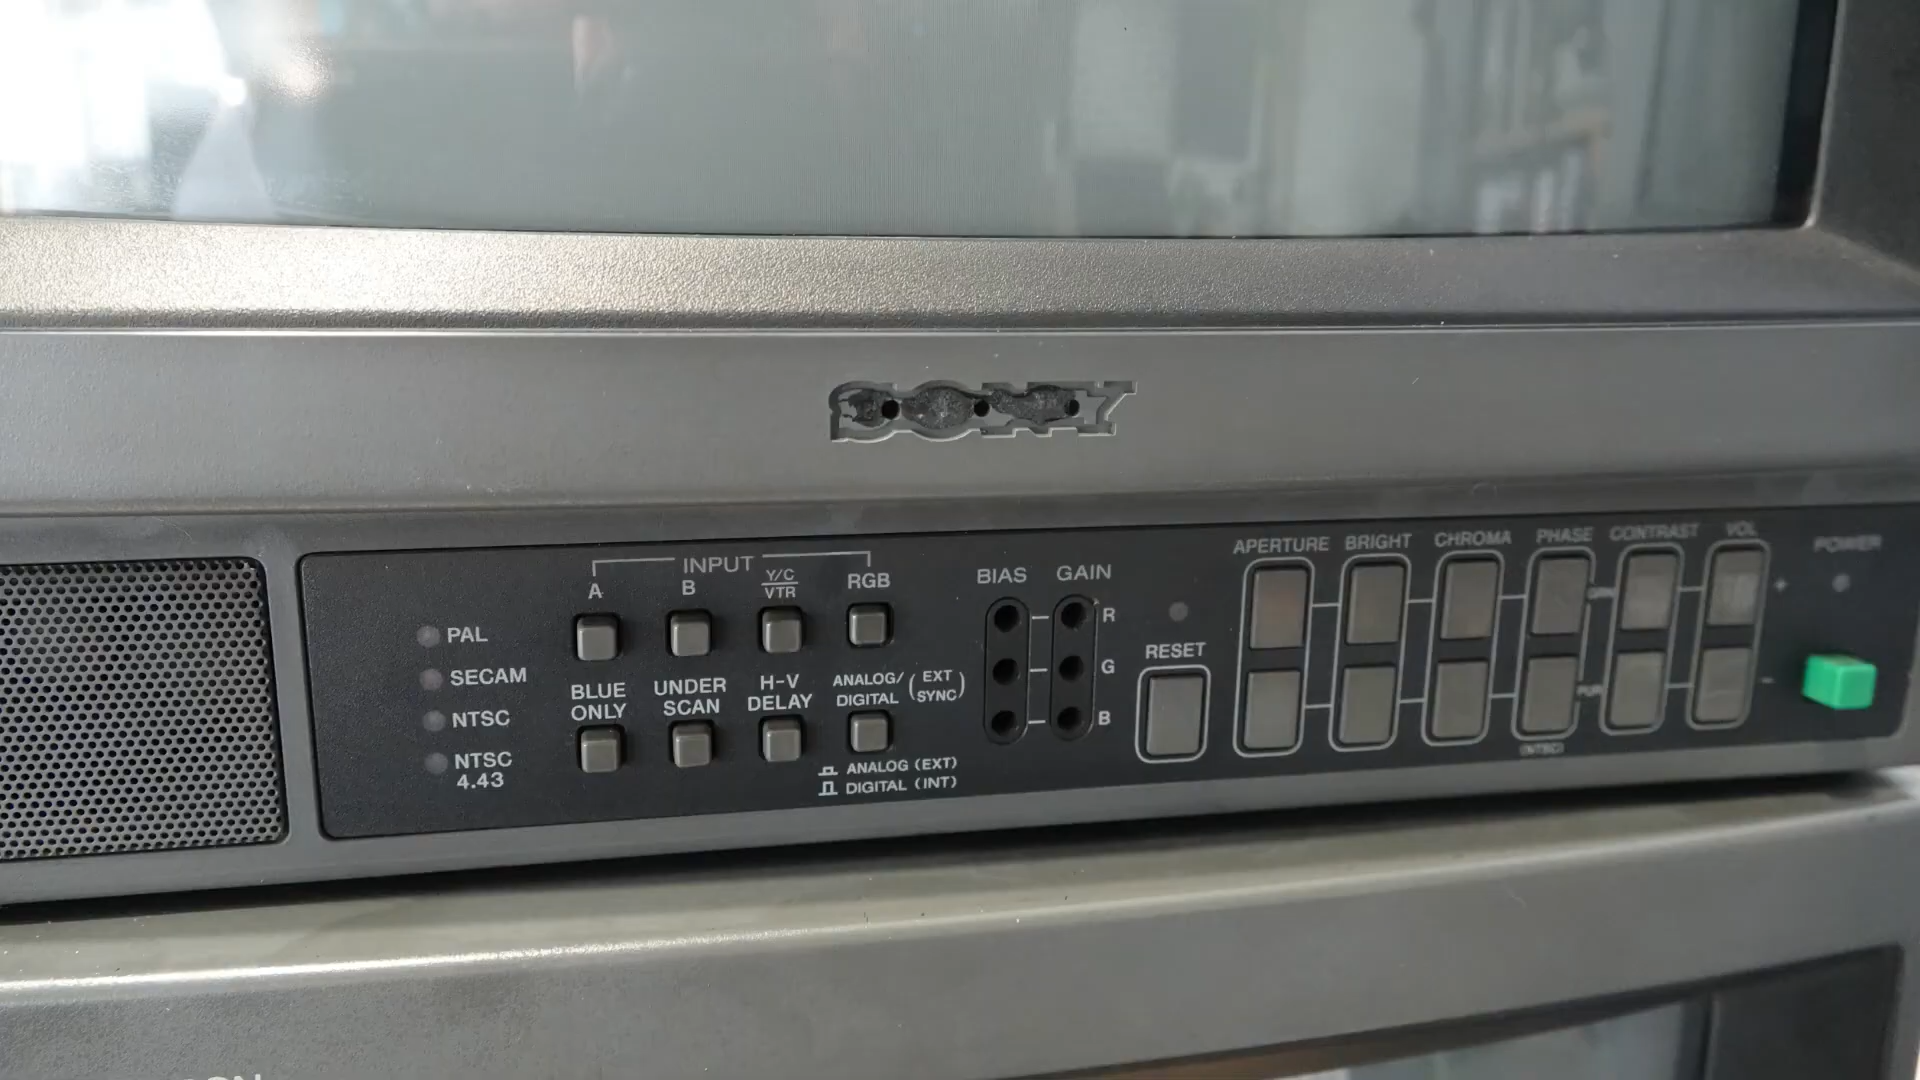 SONY
INPUT
A
B
Y/C
VTR
RGB
PAL
SECAM
NTSC
NTSC
4.43
BLUE
ONLY
UNDER
SCAN
H-V
DELAY
ANALOG/
DIGITAL
(EXT
SYNC)
ANALOG (EXT)
DIGITAL (INT)
BIAS
GAIN
R
G
B
RESET
APERTURE
BRIGHT
CHROMA
PHASE
CONTRAST
VOL
POWER
+
-
(NTSC)